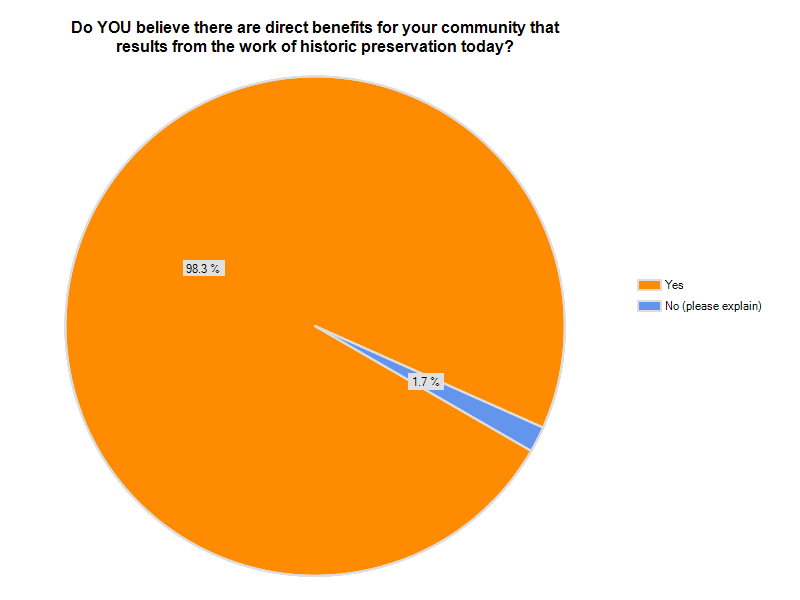 Do YOU believe there are direct benefits for your community that
results from the work of historic preservation today?
98.3 %
1.7 %
Yes
No (please explain)